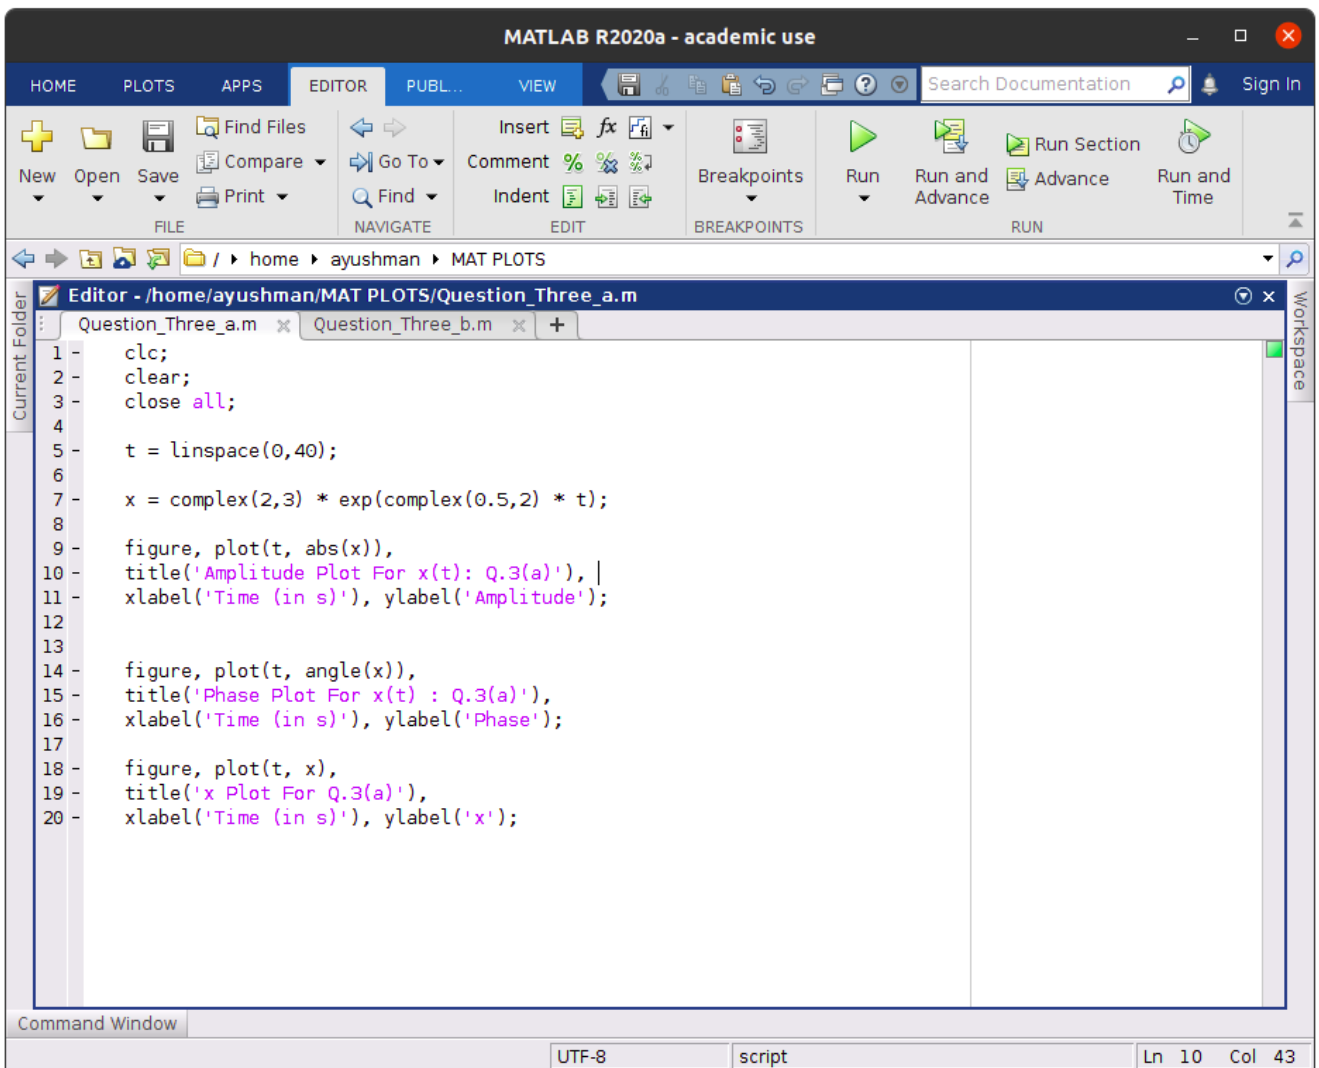 MATLAB R2020a - academic use
HOME PLOTS APPS EDITOR PUBL... VIEW Search Documentation Sign In
Find Files Insert fx
Compare Go To Comment Run Section
New Open Save Breakpoints Run Run and Advance Run and
Print Find Indent Advance Time
FILE NAVIGATE EDIT BREAKPOINTS RUN
/ home ayushman MAT PLOTS
Current Folder
Editor - /home/ayushman/MAT PLOTS/Question_Three_a.m
Workspace
Question_Three_a.m Question_Three_b.m +
1 - clc;
2 - clear;
3 - close all;
4
5 - t = linspace(0,40);
6
7 - x = complex(2,3) * exp(complex(0.5,2) * t);
8
9 - figure, plot(t, abs(x)),
10 - title('Amplitude Plot For x(t): Q.3(a)'),
11 - xlabel('Time (in s)'), ylabel('Amplitude');
12
13
14 - figure, plot(t, angle(x)),
15 - title('Phase Plot For x(t) : Q.3(a)'),
16 - xlabel('Time (in s)'), ylabel('Phase');
17
18 - figure, plot(t, x),
19 - title('x Plot For Q.3(a)'),
20 - xlabel('Time (in s)'), ylabel('x');
Command Window
UTF-8 script Ln 10 Col 43